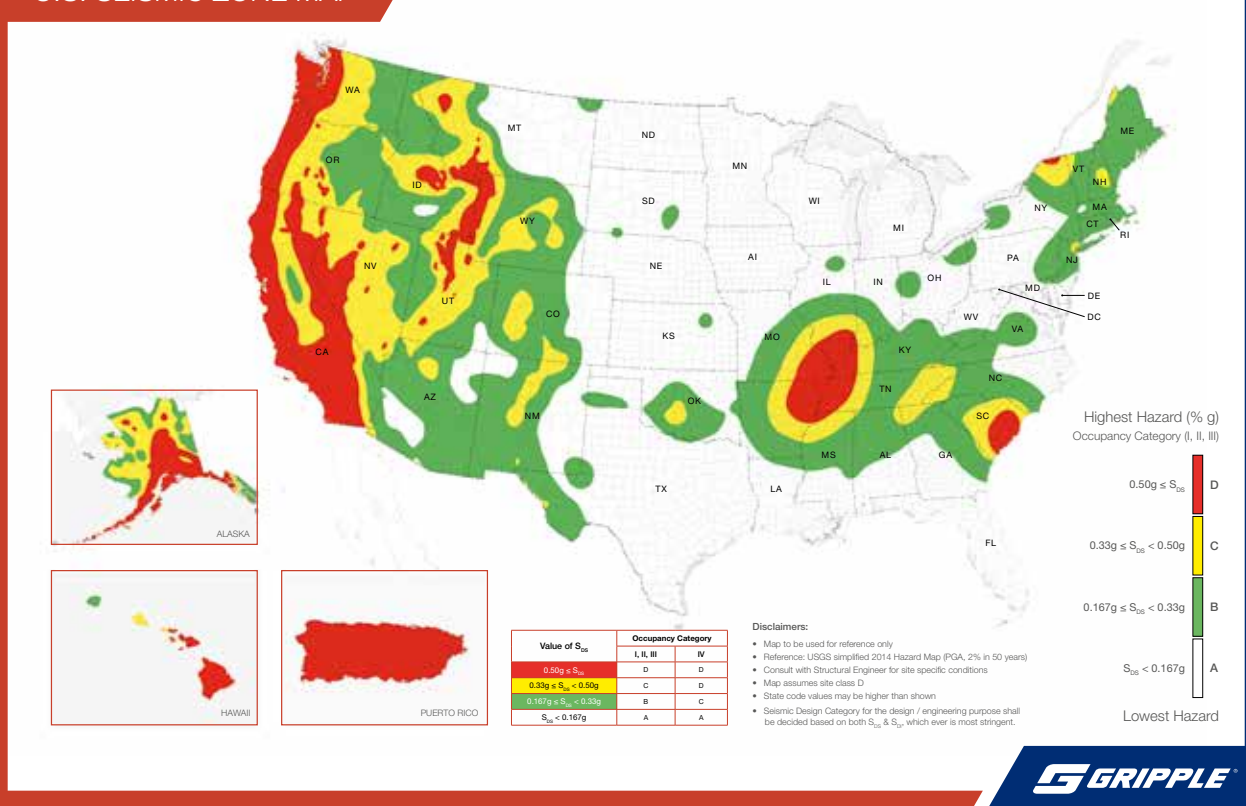 WA
MT
ND
MN
ME
OR
ID
VT
NH
WY
SD
WI
MI
NY
MA
CT
RI
NV
UT
NE
AI
IL
IN
OH
PA
NJ
MD
DE
DC
CO
KS
MO
KY
WV
VA
CA
AZ
NM
OK
TN
NC
SC
MS
AL
GA
TX
LA
FL
ALASKA
HAWAII
PUERTO RICO
Highest Hazard (% g)
Occupancy Category (I, II, III)
0.50g ≤ SDS D
0.33g ≤ SDS < 0.50g C
0.167g ≤ SDS < 0.33g B
SDS < 0.167g A
Lowest Hazard
Value of SDS Occupancy Category
I, II, III IV
0.50g ≤ SDS D D
0.33g ≤ SDS < 0.50g C D
0.167g ≤ SDS < 0.33g B C
SDS < 0.167g A A
Disclaimers:
• Map to be used for reference only
• Reference: USGS simplified 2014 Hazard Map (PGA, 2% in 50 years)
• Consult with Structural Engineer for site specific conditions
• Map assumes site class D
• State code values may be higher than shown
• Seismic Design Category for the design / engineering purpose shall
be decided based on both SDS & SDI, which ever is most stringent.
GRIPPLE®